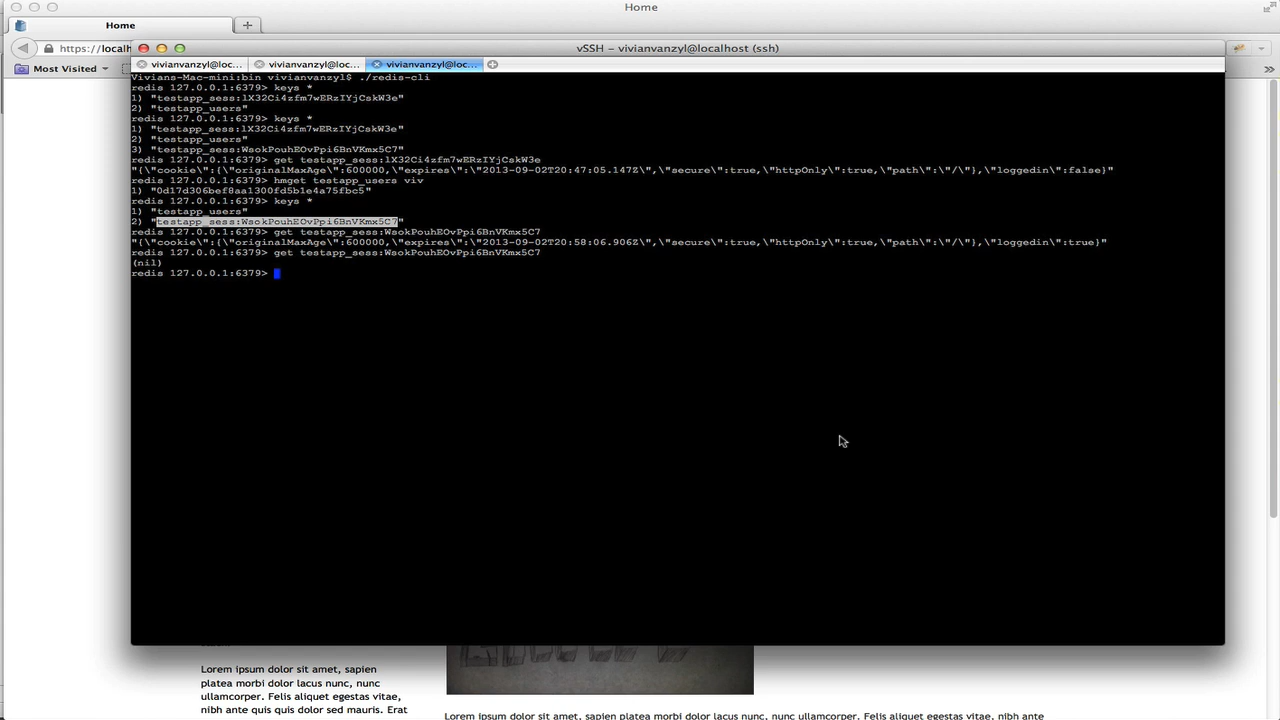 Home
Home
https://localh
vSSH – vivianvanzyl@localhost (ssh)
Most Visited
vivianvanzyl@loc...
vivianvanzyl@loc...
vivianvanzyl@loc...
Vivians-Mac-mini:bin vivianvanzyl$ ./redis-cli
redis 127.0.0.1:6379> keys *
1) "testapp_sess:lX32Ci4zfm7wERzIYjCskW3e"
2) "testapp_users"
redis 127.0.0.1:6379> keys *
1) "testapp_sess:lX32Ci4zfm7wERzIYjCskW3e"
2) "testapp_users"
3) "testapp_sess:WsokPouhEOvPpi6BnVKmx5C7"
redis 127.0.0.1:6379> get testapp_sess:lX32Ci4zfm7wERzIYjCskW3e
"{\"cookie\":{\"originalMaxAge\":600000,\"expires\":\"2013-09-02T20:47:05.147Z\",\"secure\":true,\"httpOnly\":true,\"path\":\"/\"},\"loggedin\":false}"
redis 127.0.0.1:6379> hmget testapp_users viv
1) "0d17d306bef8aa1300fd5b1e4a75fbc5"
redis 127.0.0.1:6379> keys *
1) "testapp_users"
2) "testapp_sess:WsokPouhEOvPpi6BnVKmx5C7"
redis 127.0.0.1:6379> get testapp_sess:WsokPouhEOvPpi6BnVKmx5C7
"{\"cookie\":{\"originalMaxAge\":600000,\"expires\":\"2013-09-02T20:58:06.906Z\",\"secure\":true,\"httpOnly\":true,\"path\":\"/\"},\"loggedin\":true}"
redis 127.0.0.1:6379> get testapp_sess:WsokPouhEOvPpi6BnVKmx5C7
(nil)
redis 127.0.0.1:6379>
Lorem ipsum dolor sit amet, sapien
platea morbi dolor lacus nunc, nunc
ullamcorper. Felis aliquet egestas vitae,
nibh ante quis quis dolor sed mauris. Erat
Lorem ipsum dolor sit amet, sapien platea morbi dolor lacus nunc, nunc ullamcorper. Felis aliquet egestas vitae,